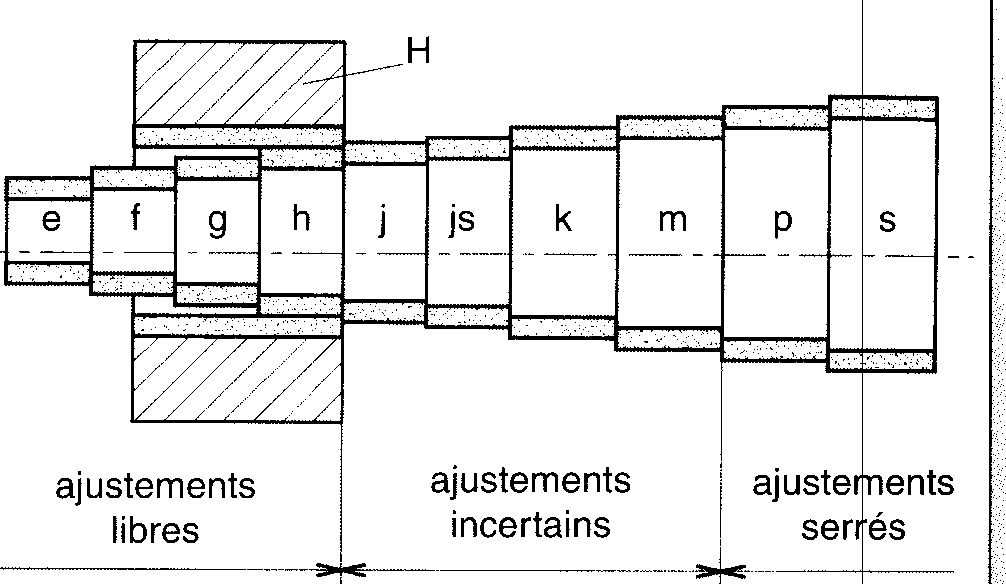 H
e f g h j js k m p s
ajustements
libres
ajustements
incertains
ajustements
serrés